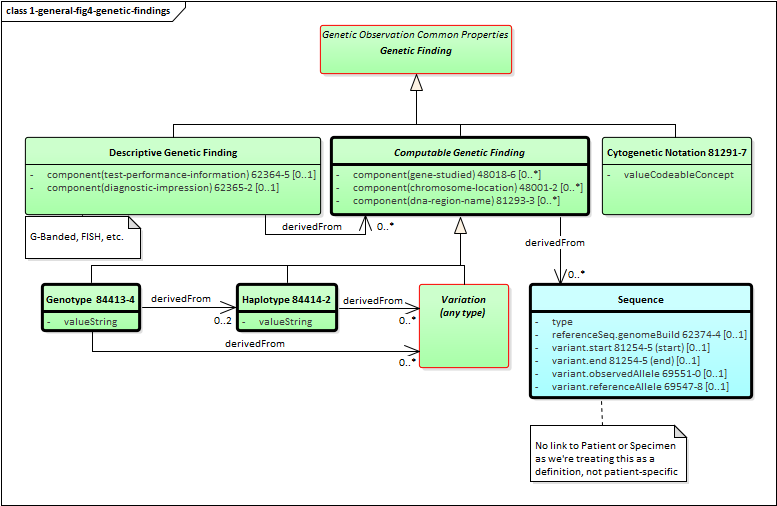 class 1-general-fig4-genetic-findings
Genetic Observation Common Properties
Genetic Finding
Descriptive Genetic Finding
- component(test-performance-information) 62364-5 [0..1]
- component(diagnostic-impression) 62365-2 [0..1]
Computable Genetic Finding
- component(gene-studied) 48018-6 [0..*]
- component(chromosome-location) 48001-2 [0..*]
- component(dna-region-name) 81293-3 [0..*]
Cytogenetic Notation 81291-7
- valueCodeableConcept
G-Banded, FISH, etc.
derivedFrom
0..*
derivedFrom
0..*
Genotype 84413-4
- valueString
derivedFrom
0..2
Haplotype 84414-2
- valueString
derivedFrom
0..*
derivedFrom
0..*
Variation
(any type)
Sequence
- type
- referenceSeq.genomeBuild 62374-4 [0..1]
- variant.start 81254-5 (start) [0..1]
- variant.end 81254-5 (end) [0..1]
- variant.observedAllele 69551-0 [0..1]
- variant.referenceAllele 69547-8 [0..1]
No link to Patient or Specimen
as we're treating this as a
definition, not patient-specific